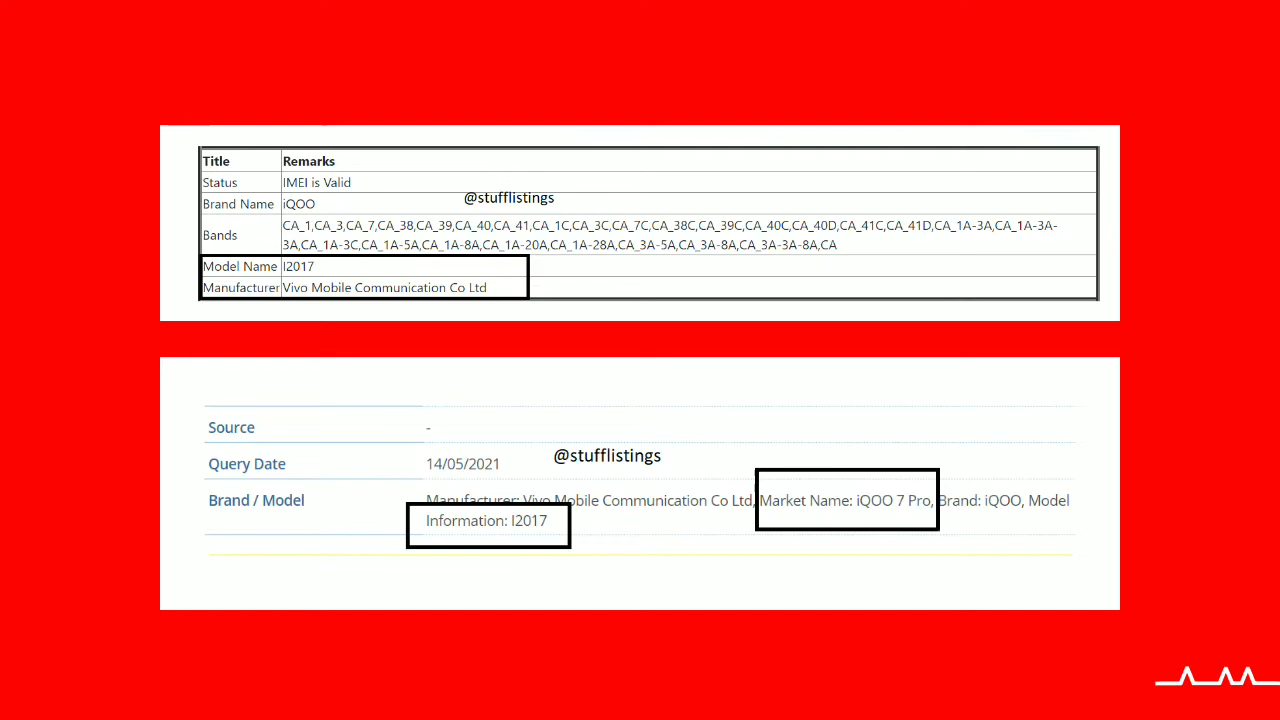 Title Remarks
Status IMEI is Valid
@stufflistings
Brand Name iQOO
Bands CA_1,CA_3,CA_7,CA_38,CA_39,CA_40,CA_41,CA_1C,CA_3C,CA_7C,CA_38C,CA_39C,CA_40C,CA_40D,CA_41C,CA_41D,CA_1A-3A,CA_1A-3A-
3A,CA_1A-3C,CA_1A-5A,CA_1A-8A,CA_1A-20A,CA_1A-28A,CA_3A-5A,CA_3A-8A,CA_3A-3A-8A,CA
Model Name I2017
Manufacturer Vivo Mobile Communication Co Ltd
Source -
@stufflistings
Query Date 14/05/2021
Brand / Model Manufacturer: Vivo Mobile Communication Co Ltd, Market Name: iQOO 7 Pro, Brand: iQOO, Model
Information: I2017